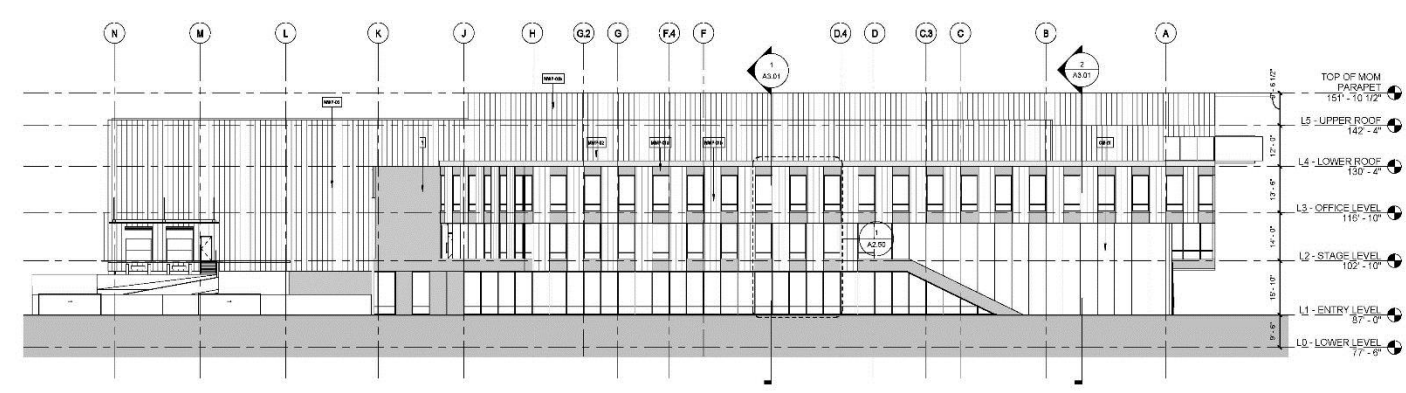 N M L K J H G.2 G F.4 F D.4 D C.3 C B A
1
A3.01
2
A3.01
TOP OF MOM
PARAPET
151' - 10 1/2"
L5 - UPPER ROOF
142' - 4"
12' - 0"
L4 - LOWER ROOF
130' - 4"
13' - 6"
L3 - OFFICE LEVEL
116' - 10"
14' - 0"
1
L2 - STAGE LEVEL
102' - 10"
15' - 10"
L1 - ENTRY LEVEL
87' - 0"
9' - 6"
L0 - LOWER LEVEL
77' - 6"